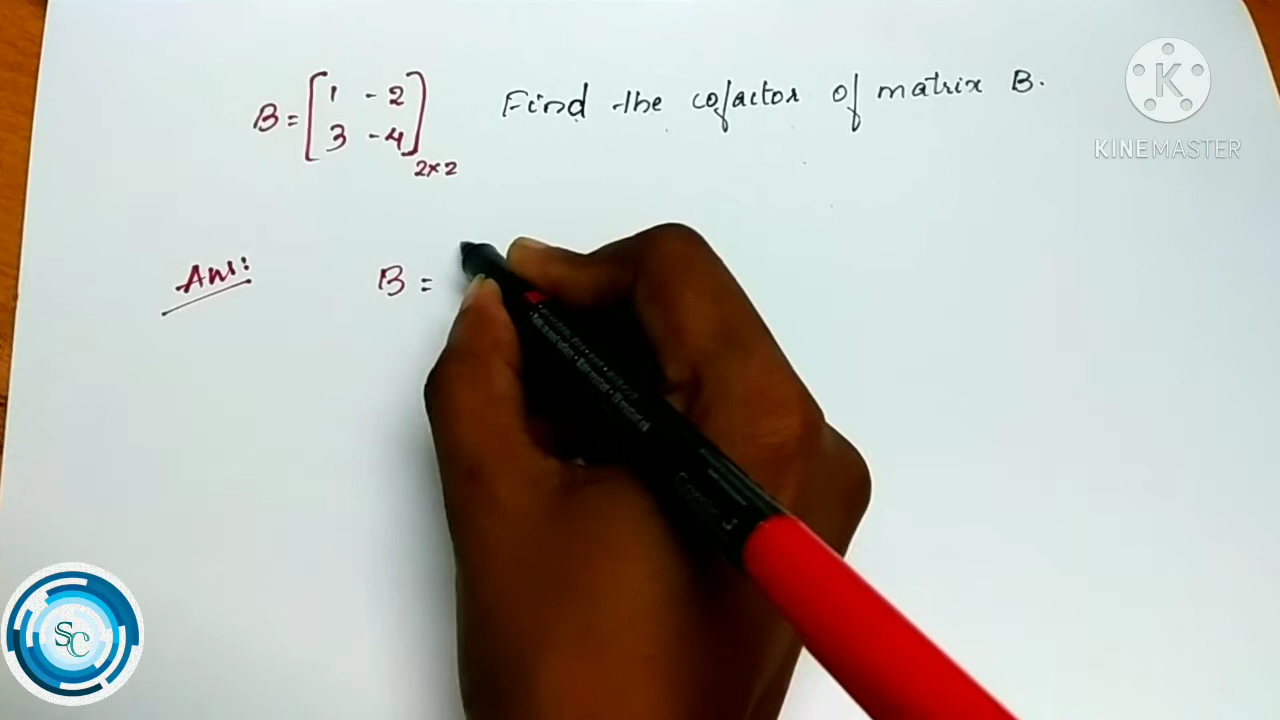 B = [ 1 -2   Find the cofactor of matrix B.
3 -4 ] 2×2
K
KINEMASTER
Ans: B =
SC